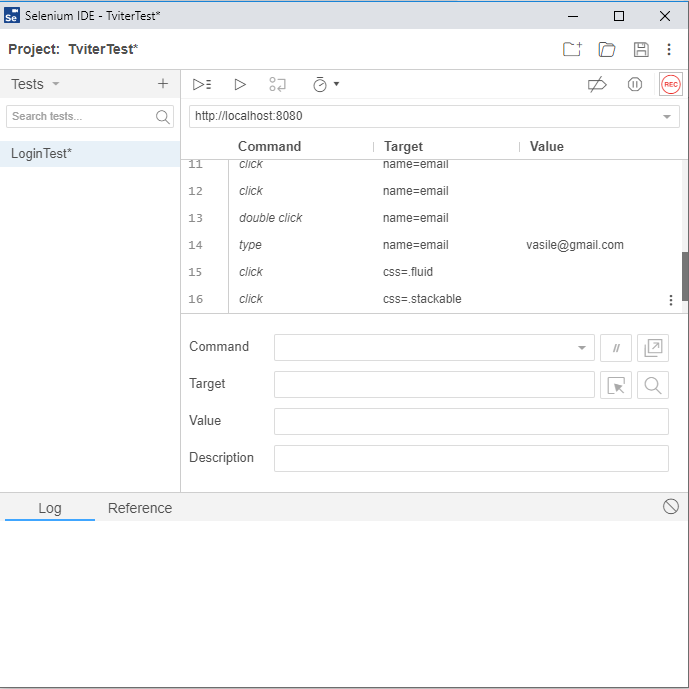 Se Selenium IDE - TviterTest*
Project: TviterTest*
Tests
REC
Search tests...
http://localhost:8080
Command Target Value
LoginTest*
11 click name=email
12 click name=email
13 double click name=email
14 type name=email vasile@gmail.com
15 click css=.fluid
16 click css=.stackable
Command //
Target
Value
Description
Log Reference